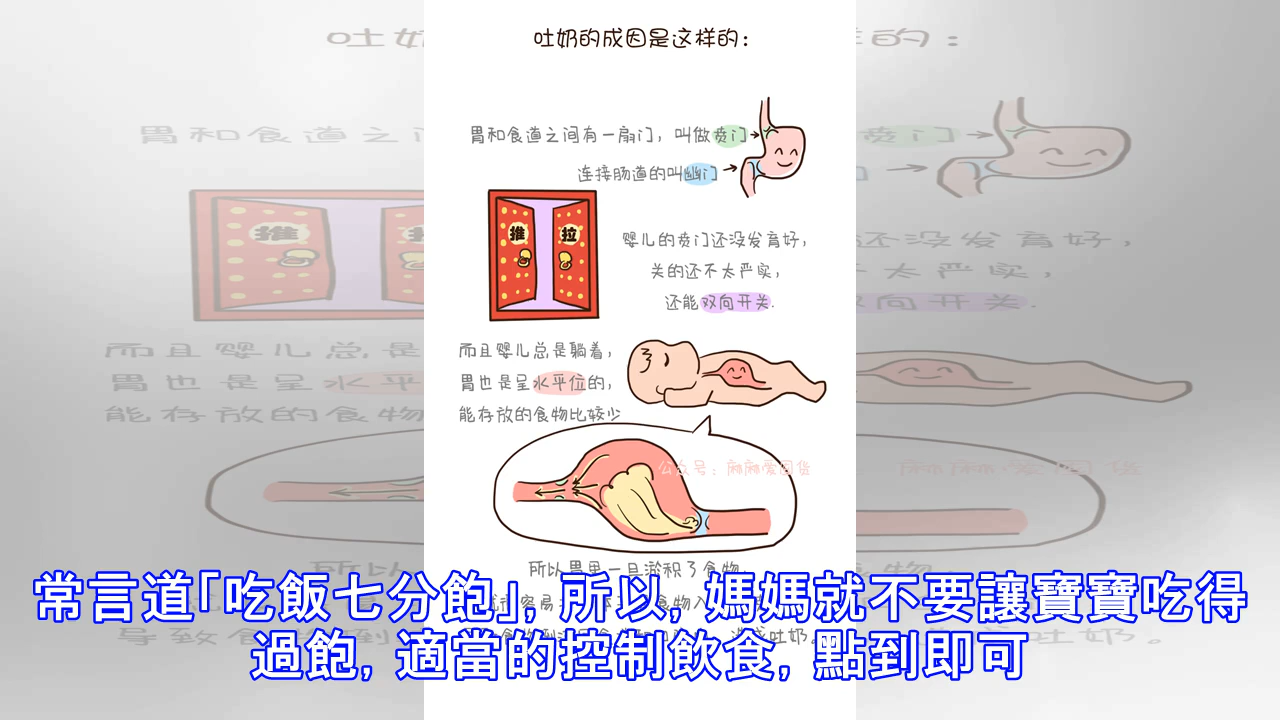 吐奶的成因是这样的：
胃和食道之间有一扇门，叫做贲门
连接肠道的叫幽门
推 拉
婴儿的贲门还没发育好，
关的还不太严实，
还能双向开关.
而且婴儿总是躺着，
胃也是呈水平位的，
能存放的食物比较少
公众号：麻麻爱囤货
所以胃里一旦淤积了食物，
常言道「吃飯七分飽」, 所以, 媽媽就不要讓寶寶吃得
過飽, 適當的控制飲食, 點到即可